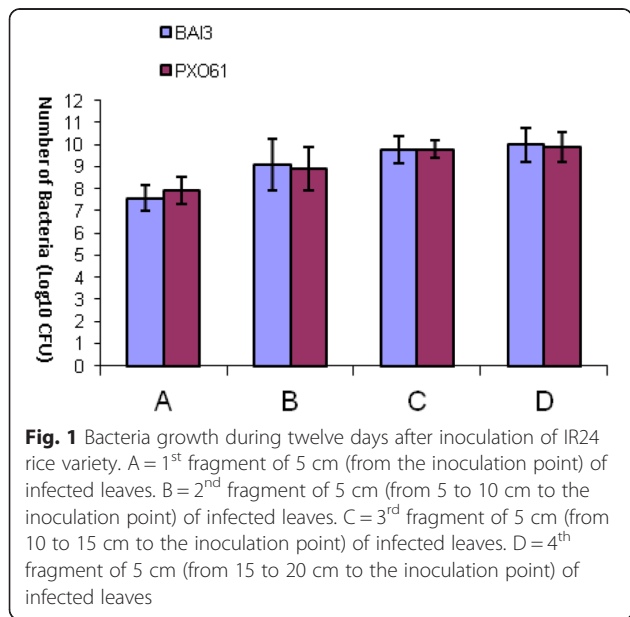 BAI3
PXO61
Number of Bacteria (Log10 CFU)
12
11
10
9
8
7
6
5
4
3
2
1
0
A B C D
Fig. 1 Bacteria growth during twelve days after inoculation of IR24
rice variety. A = 1st fragment of 5 cm (from the inoculation point) of
infected leaves. B = 2nd fragment of 5 cm (from 5 to 10 cm to the
inoculation point) of infected leaves. C = 3rd fragment of 5 cm (from
10 to 15 cm to the inoculation point) of infected leaves. D = 4th
fragment of 5 cm (from 15 to 20 cm to the inoculation point) of
infected leaves